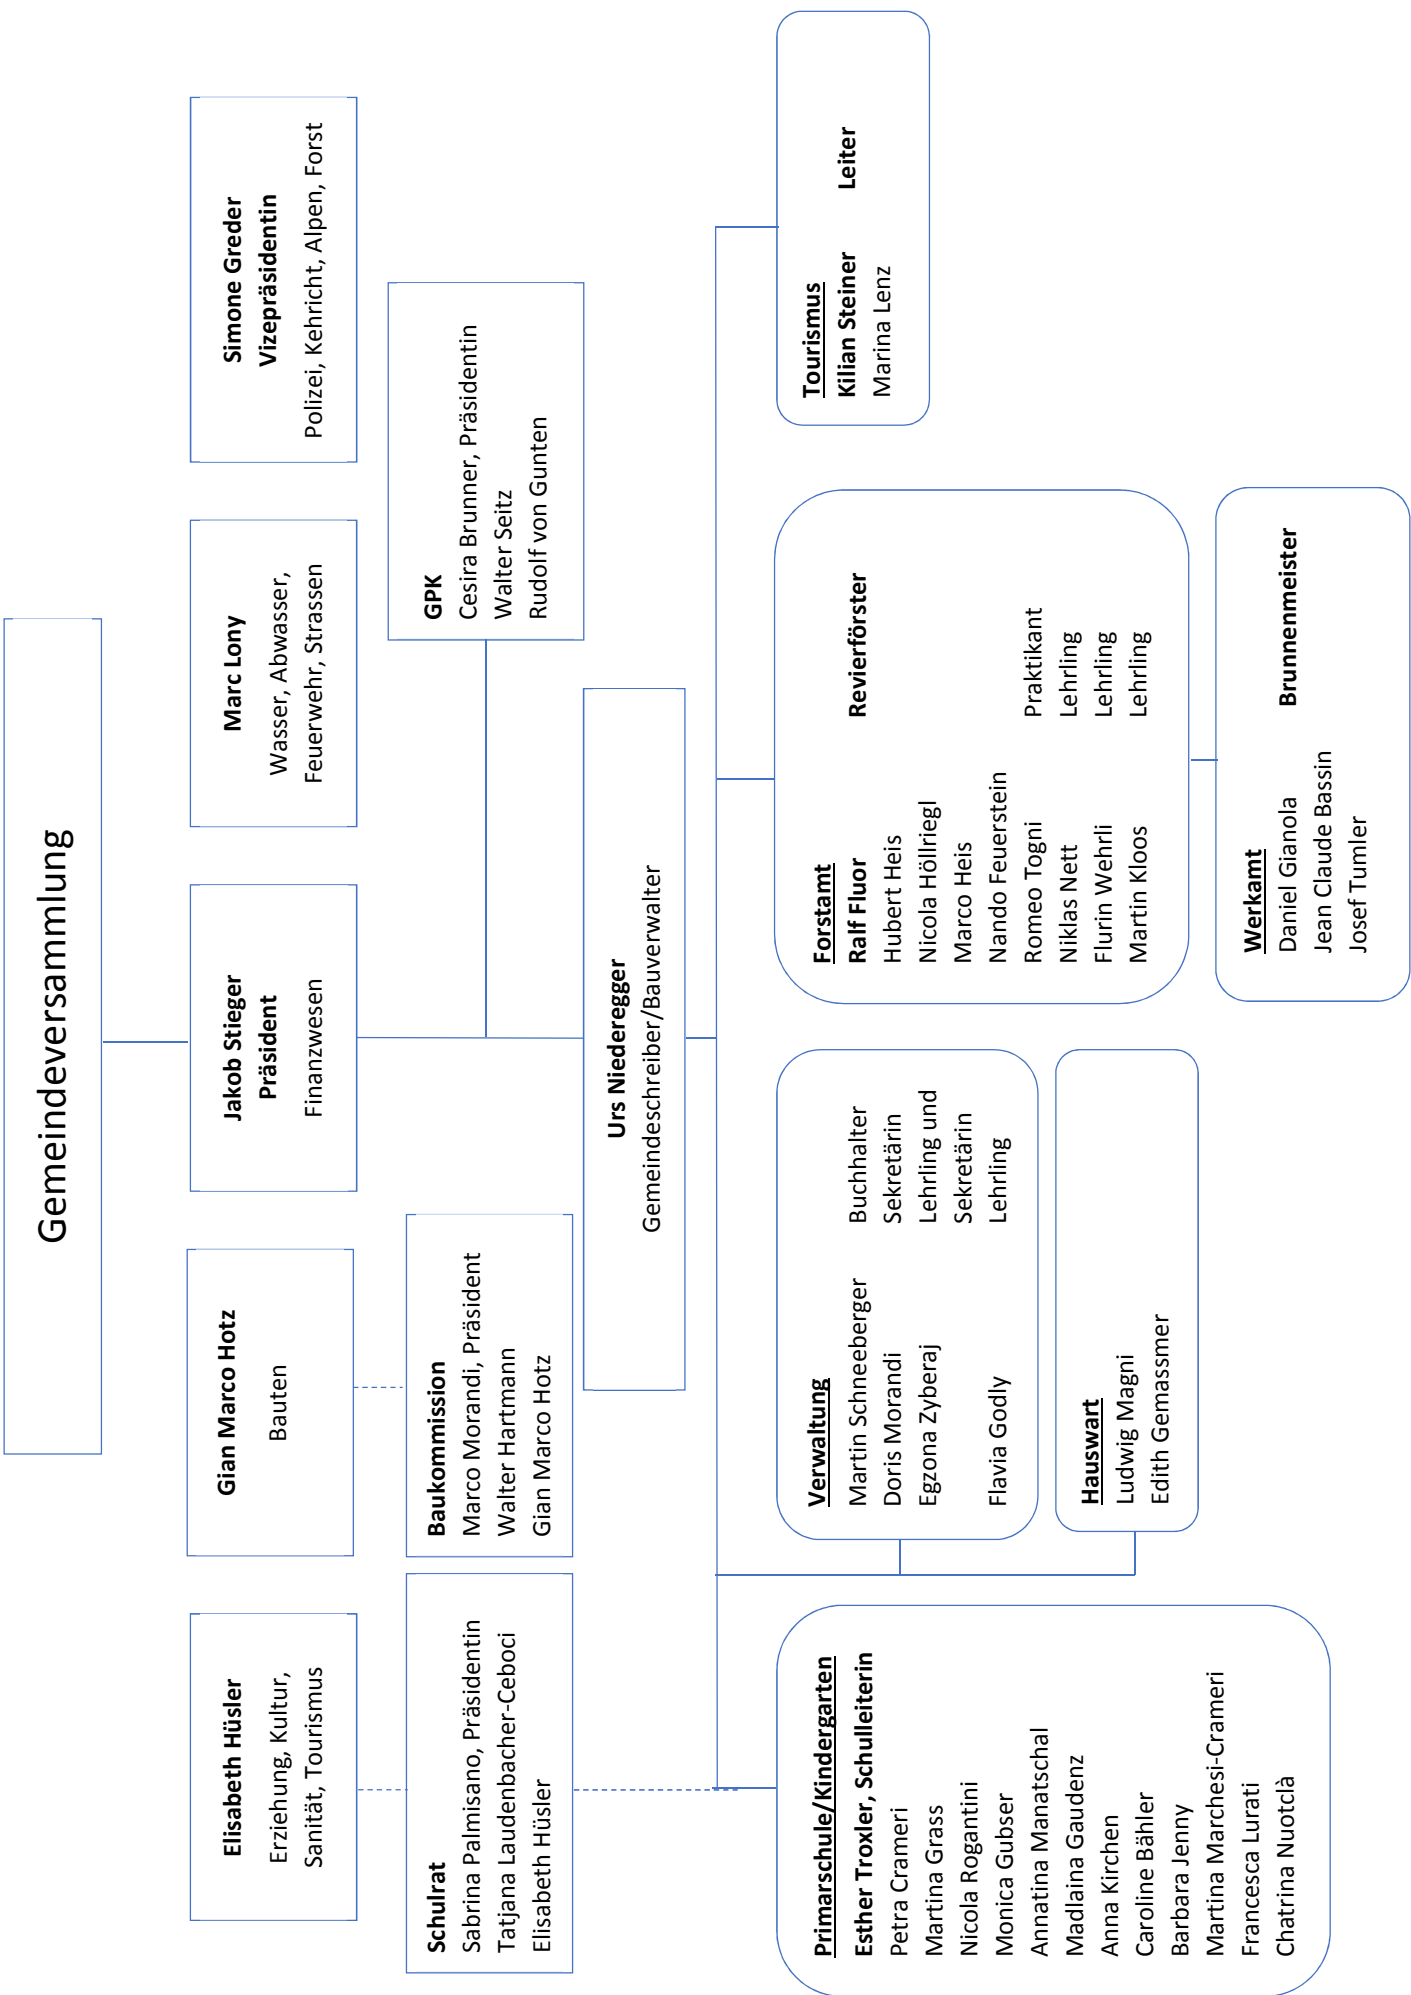 Gemeindeversammlung
Elisabeth Hüsler
Erziehung, Kultur,
Sanität, Tourismus
Gian Marco Hotz
Bauten
Jakob Stieger
Präsident
Finanzwesen
Marc Lony
Wasser, Abwasser,
Feuerwehr, Strassen
Simone Greder
Vizepräsidentin
Polizei, Kehricht, Alpen, Forst
Schulrat
Sabrina Palmisano, Präsidentin
Tatjana Laudenbacher-Ceboci
Elisabeth Hüsler
Baukommission
Marco Morandi, Präsident
Walter Hartmann
Gian Marco Hotz
GPK
Cesira Brunner, Präsidentin
Walter Seitz
Rudolf von Gunten
Urs Niederegger
Gemeindeschreiber/Bauverwalter
Primarschule/Kindergarten
Esther Troxler, Schulleiterin
Petra Crameri
Martina Grass
Nicola Rogantini
Monica Gubser
Annatina Manatschal
Madlaina Gaudenz
Anna Kirchen
Caroline Bähler
Barbara Jenny
Martina Marchesi-Crameri
Francesca Lurati
Chatrina Nuotclà
Verwaltung
Martin Schneeberger Buchhalter
Doris Morandi Sekretärin
Egzona Zyberaj Lehrling und
Sekretärin
Flavia Godly Lehrling
Hauswart
Ludwig Magni
Edith Gemassmer
Forstamt
Ralf Fluor Revierförster
Hubert Heis
Nicola Höllriegl
Marco Heis
Nando Feuerstein
Romeo Togni Praktikant
Niklas Nett Lehrling
Flurin Wehrli Lehrling
Martin Kloos Lehrling
Werkamt
Daniel Gianola Brunnenmeister
Jean Claude Bassin
Josef Tumler
Tourismus
Kilian Steiner Leiter
Marina Lenz